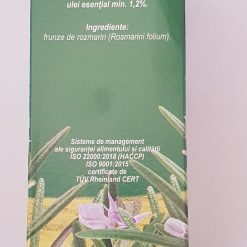 ulei esențial min. 1,2%.
Ingrediente:
frunze de rozmarin (Rosmarini folium).
Sisteme de management
ale siguranței alimentului și calității
ISO 22000:2018 (HACCP)
ISO 9001:2015
certificate de
TÜV Rheinland CERT